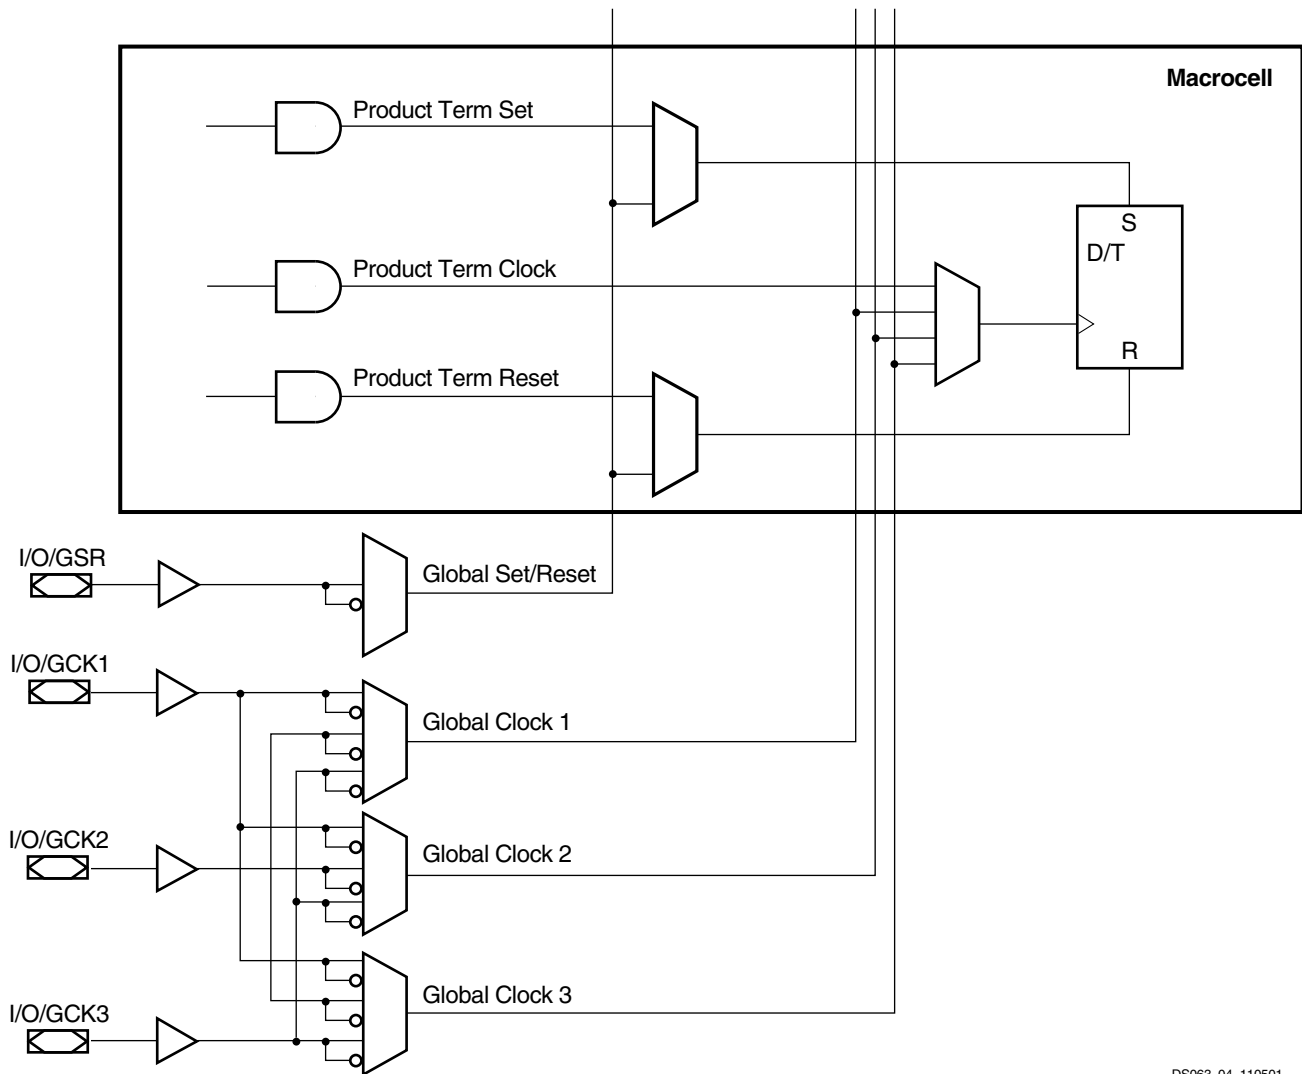 Macrocell
Product Term Set
S
D/T
Product Term Clock
R
Product Term Reset
I/O/GSR
Global Set/Reset
I/O/GCK1
Global Clock 1
I/O/GCK2
Global Clock 2
I/O/GCK3
Global Clock 3
DS063_04_110501